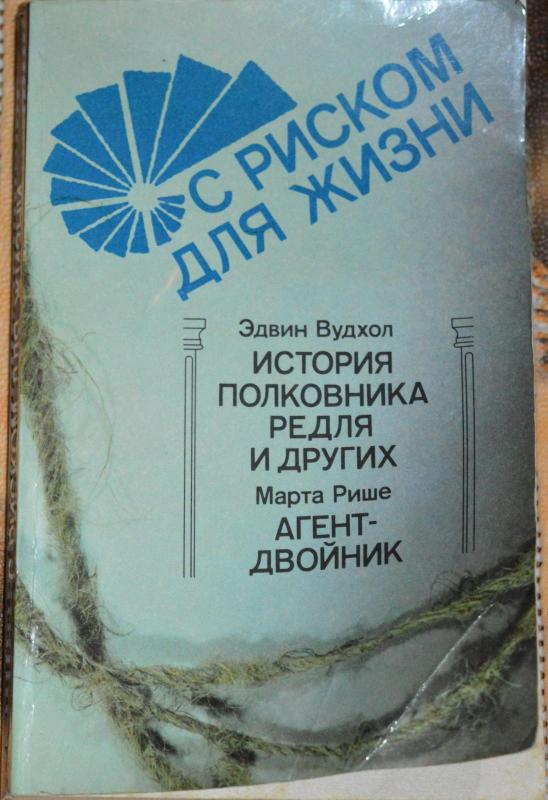 С РИСКОМ
ДЛЯ ЖИЗНИ
Эдвин Вудхол
ИСТОРИЯ
ПОЛКОВНИКА
РЕДЛЯ
И ДРУГИХ
Марта Рише
АГЕНТ-
ДВОЙНИК